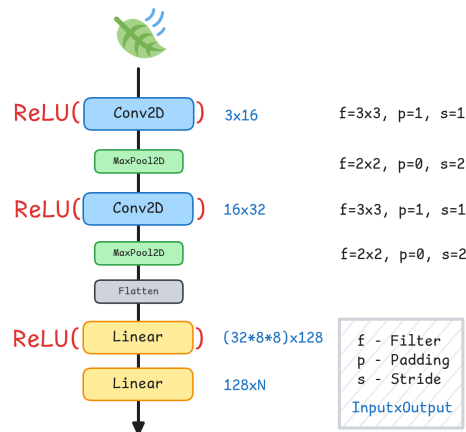 ReLU( Conv2D ) 3x16 f=3x3, p=1, s=1
MaxPool2D f=2x2, p=0, s=2
ReLU( Conv2D ) 16x32 f=3x3, p=1, s=1
MaxPool2D f=2x2, p=0, s=2
Flatten
ReLU( Linear ) (32*8*8)x128
Linear 128xN
f - Filter
p - Padding
s - Stride
InputxOutput